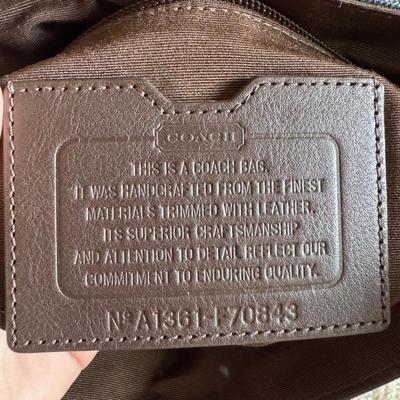 COACH
THIS IS A COACH BAG.
IT WAS HANDCRAFTED FROM THE FINEST
MATERIALS TRIMMED WITH LEATHER.
ITS SUPERIOR CRAFTSMANSHIP
AND ATTENTION TO DETAIL REFLECT OUR
COMMITMENT TO ENDURING QUALITY.
Nº A1361-F70843